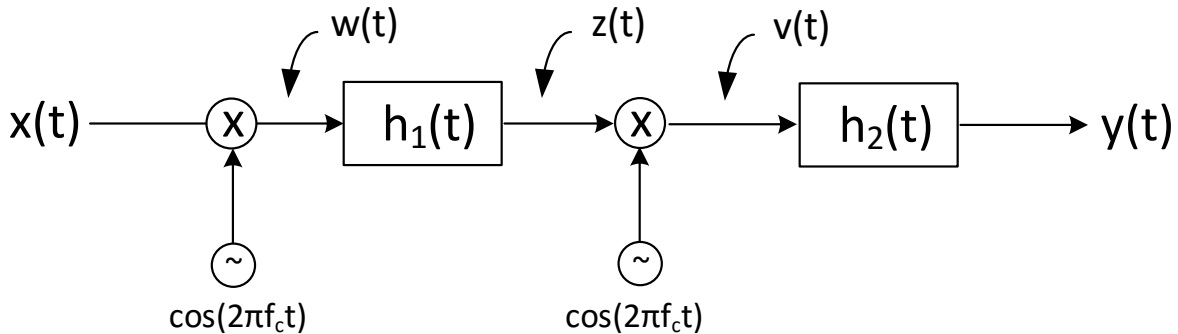 w(t)
z(t)
v(t)
x(t)
x
h₁(t)
x
h₂(t)
y(t)
~
~
cos(2πf꜀t)
cos(2πf꜀t)